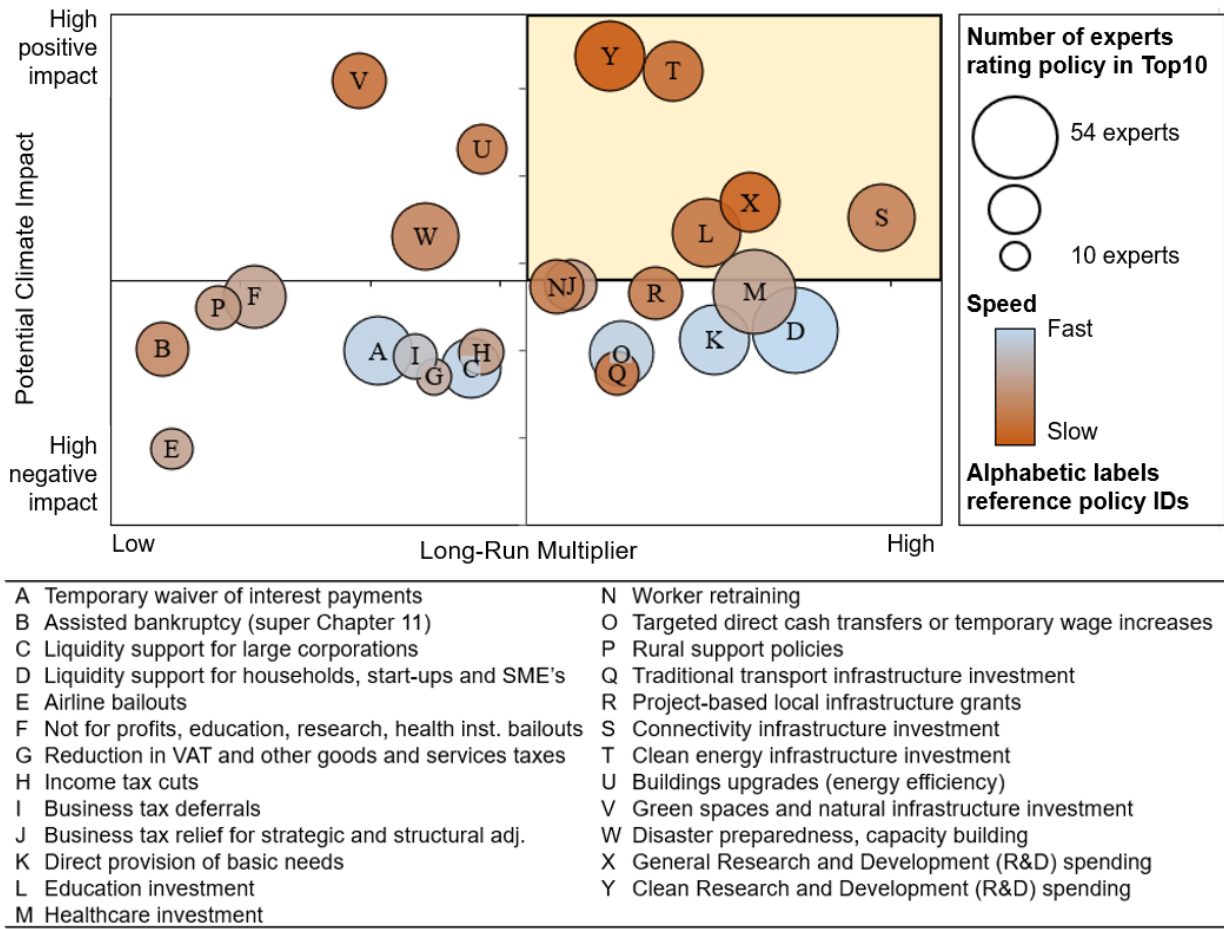 High
positive
impact
Potential Climate Impact
High
negative
impact
Low
Long-Run Multiplier
High
Y
T
V
U
X
S
L
W
N
J
R
M
F
P
D
K
O
Q
B
A
I
H
G
C
E
Number of experts
rating policy in Top10
54 experts
10 experts
Speed
Fast
Slow
Alphabetic labels
reference policy IDs
A Temporary waiver of interest payments
B Assisted bankruptcy (super Chapter 11)
C Liquidity support for large corporations
D Liquidity support for households, start-ups and SME's
E Airline bailouts
F Not for profits, education, research, health inst. bailouts
G Reduction in VAT and other goods and services taxes
H Income tax cuts
I Business tax deferrals
J Business tax relief for strategic and structural adj.
K Direct provision of basic needs
L Education investment
M Healthcare investment
N Worker retraining
O Targeted direct cash transfers or temporary wage increases
P Rural support policies
Q Traditional transport infrastructure investment
R Project-based local infrastructure grants
S Connectivity infrastructure investment
T Clean energy infrastructure investment
U Buildings upgrades (energy efficiency)
V Green spaces and natural infrastructure investment
W Disaster preparedness, capacity building
X General Research and Development (R&D) spending
Y Clean Research and Development (R&D) spending